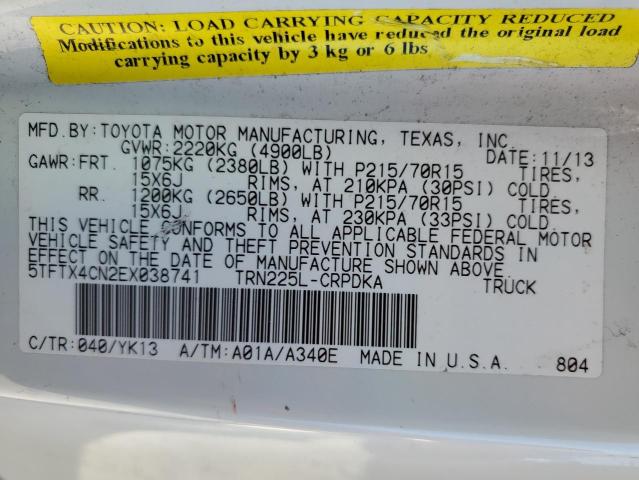 CAUTION: LOAD CARRYING CAPACITY REDUCED
Modifications to this vehicle have reduced the original load
carrying capacity by 3 kg or 6 lbs
MFD.BY:TOYOTA MOTOR MANUFACTURING, TEXAS, INC.
GVWR:2220KG (4900LB) DATE:11/13
GAWR:FRT. 1075KG (2380LB) WITH P215/70R15 TIRES,
15X6J RIMS, AT 210KPA (30PSI) COLD
RR. 1200KG (2650LB) WITH P215/70R15 TIRES,
15X6J RIMS, AT 230KPA (33PSI) COLD
THIS VEHICLE CONFORMS TO ALL APPLICABLE FEDERAL MOTOR
VEHICLE SAFETY AND THEFT PREVENTION STANDARDS IN
EFFECT ON THE DATE OF MANUFACTURE SHOWN ABOVE.
5TFTX4CN2EX038741 TRN225L-CRPDKA TRUCK
C/TR:040/YK13 A/TM:A01A/A340E MADE IN U.S.A. 804